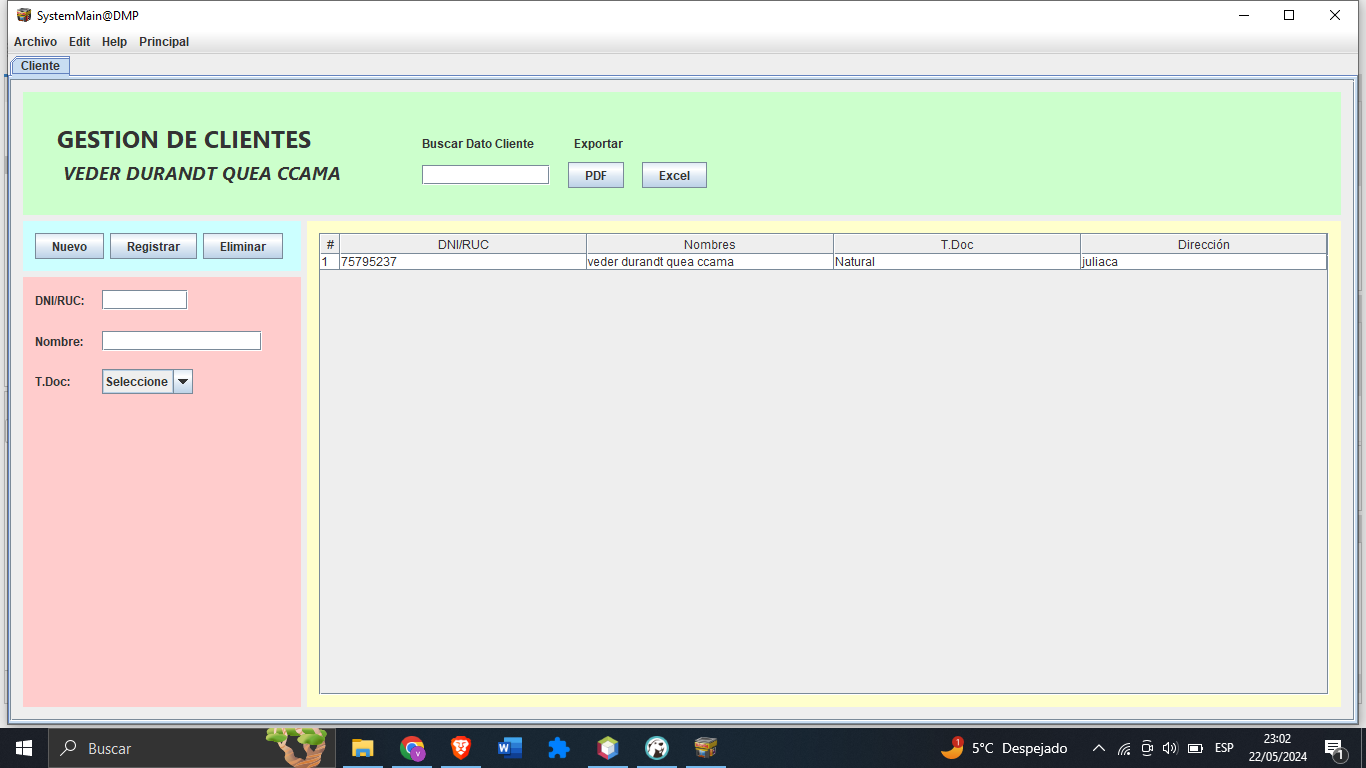 SystemMain@DMP
Archivo Edit Help Principal
Cliente
GESTION DE CLIENTES
VEDER DURANDT QUEA CCAMA
Buscar Dato Cliente Exportar
PDF Excel
Nuevo Registrar Eliminar
DNI/RUC:
Nombre:
T.Doc: Seleccione
# DNI/RUC Nombres T.Doc Dirección
1 75795237 veder durandt quea ccama Natural juliaca
Buscar
5°C Despejado
ESP
23:02
22/05/2024
1
1